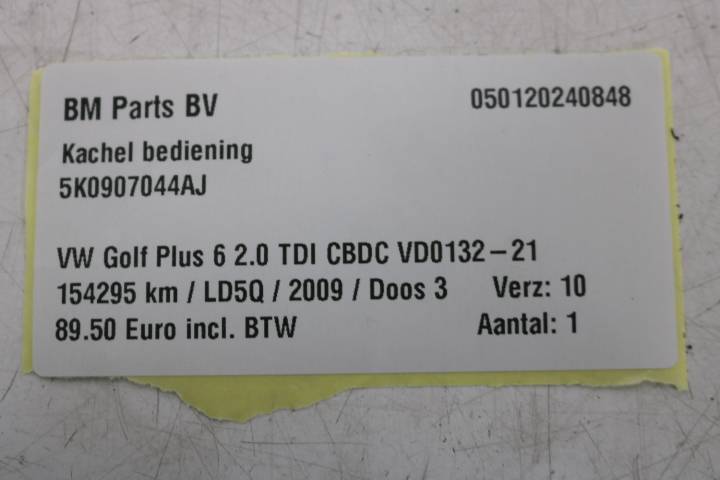 BM Parts BV 050120240848
Kachel bediening
5K0907044AJ
VW Golf Plus 6 2.0 TDI CBDC VD0132-21
154295 km / LD5Q / 2009 / Doos 3 Verz: 10
89.50 Euro incl. BTW Aantal: 1